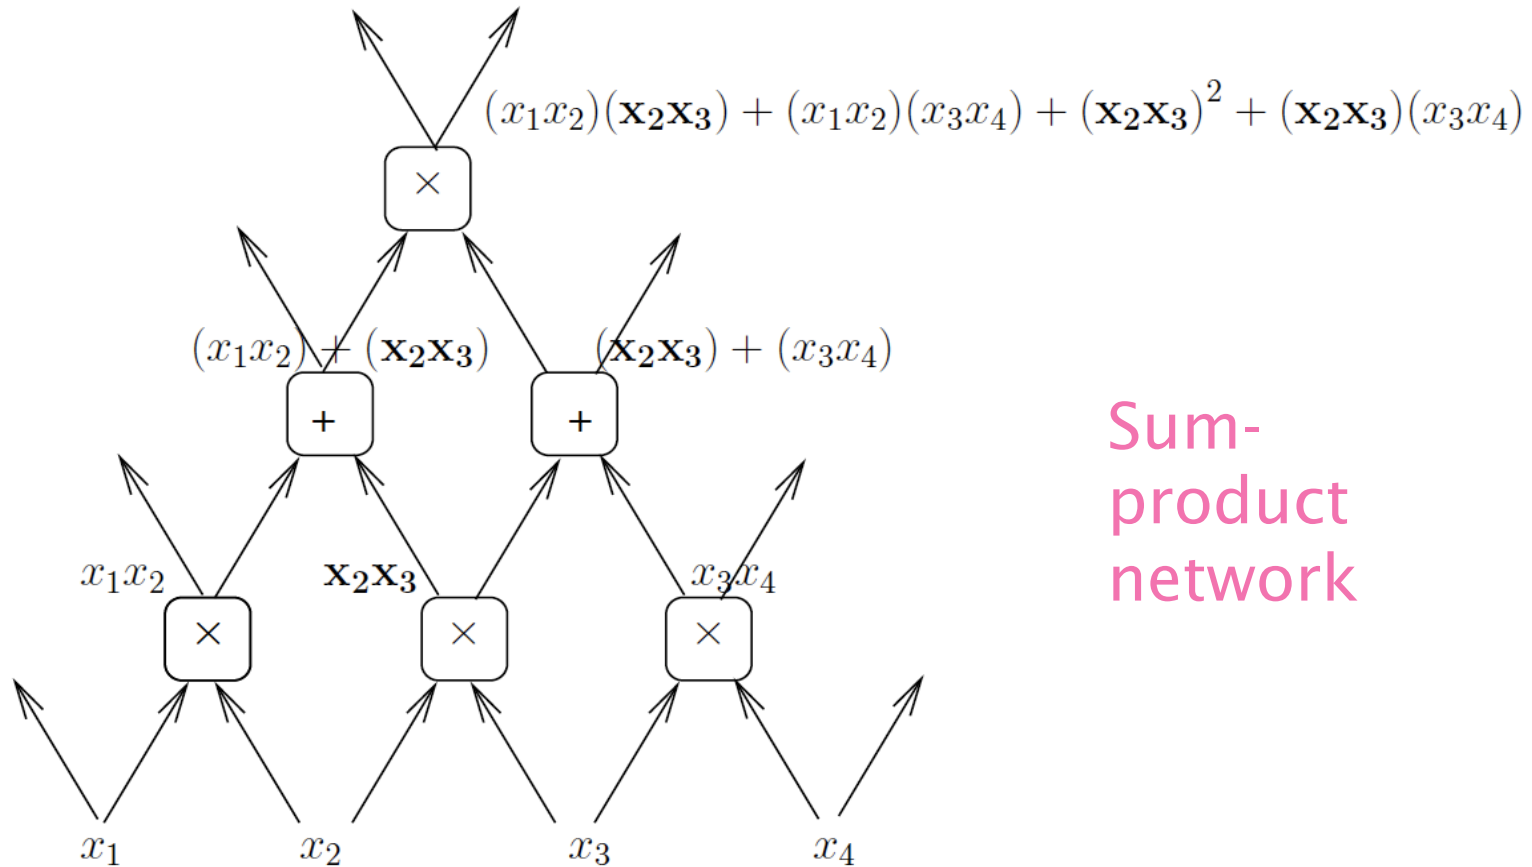 (x₁x₂)(𝐱₂𝐱₃) + (x₁x₂)(x₃x₄) + (𝐱₂𝐱₃)² + (𝐱₂𝐱₃)(x₃x₄)
×
(x₁x₂) + (𝐱₂𝐱₃)
(𝐱₂𝐱₃) + (x₃x₄)
+
+
Sum-
product
network
x₁x₂
𝐱₂𝐱₃
x₃x₄
×
×
×
x₁
x₂
x₃
x₄